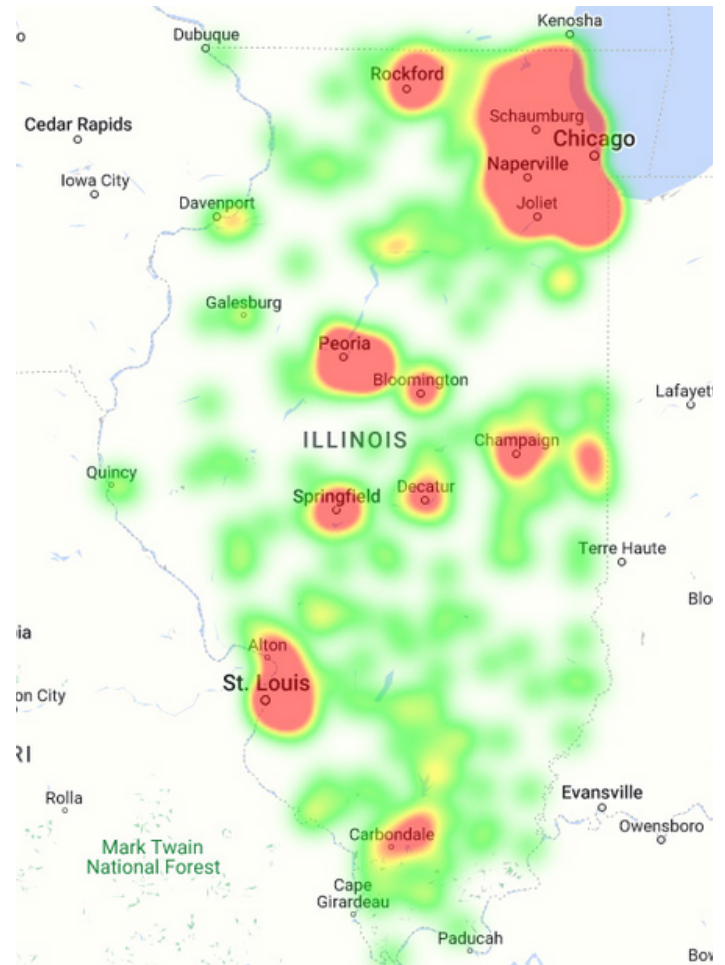 Kenosha
Dubuque
Rockford
Cedar Rapids
Schaumburg
Chicago
Naperville
Iowa City
Davenport
Joliet
Galesburg
Peoria
Bloomington
Lafayett
ILLINOIS
Champaign
Quincy
Springfield
Decatur
Terre Haute
Blo
ia
Alton
St. Louis
on City
RI
Rolla
Evansville
Owensboro
Carbondale
Mark Twain
National Forest
Cape
Girardeau
Paducah
Bow